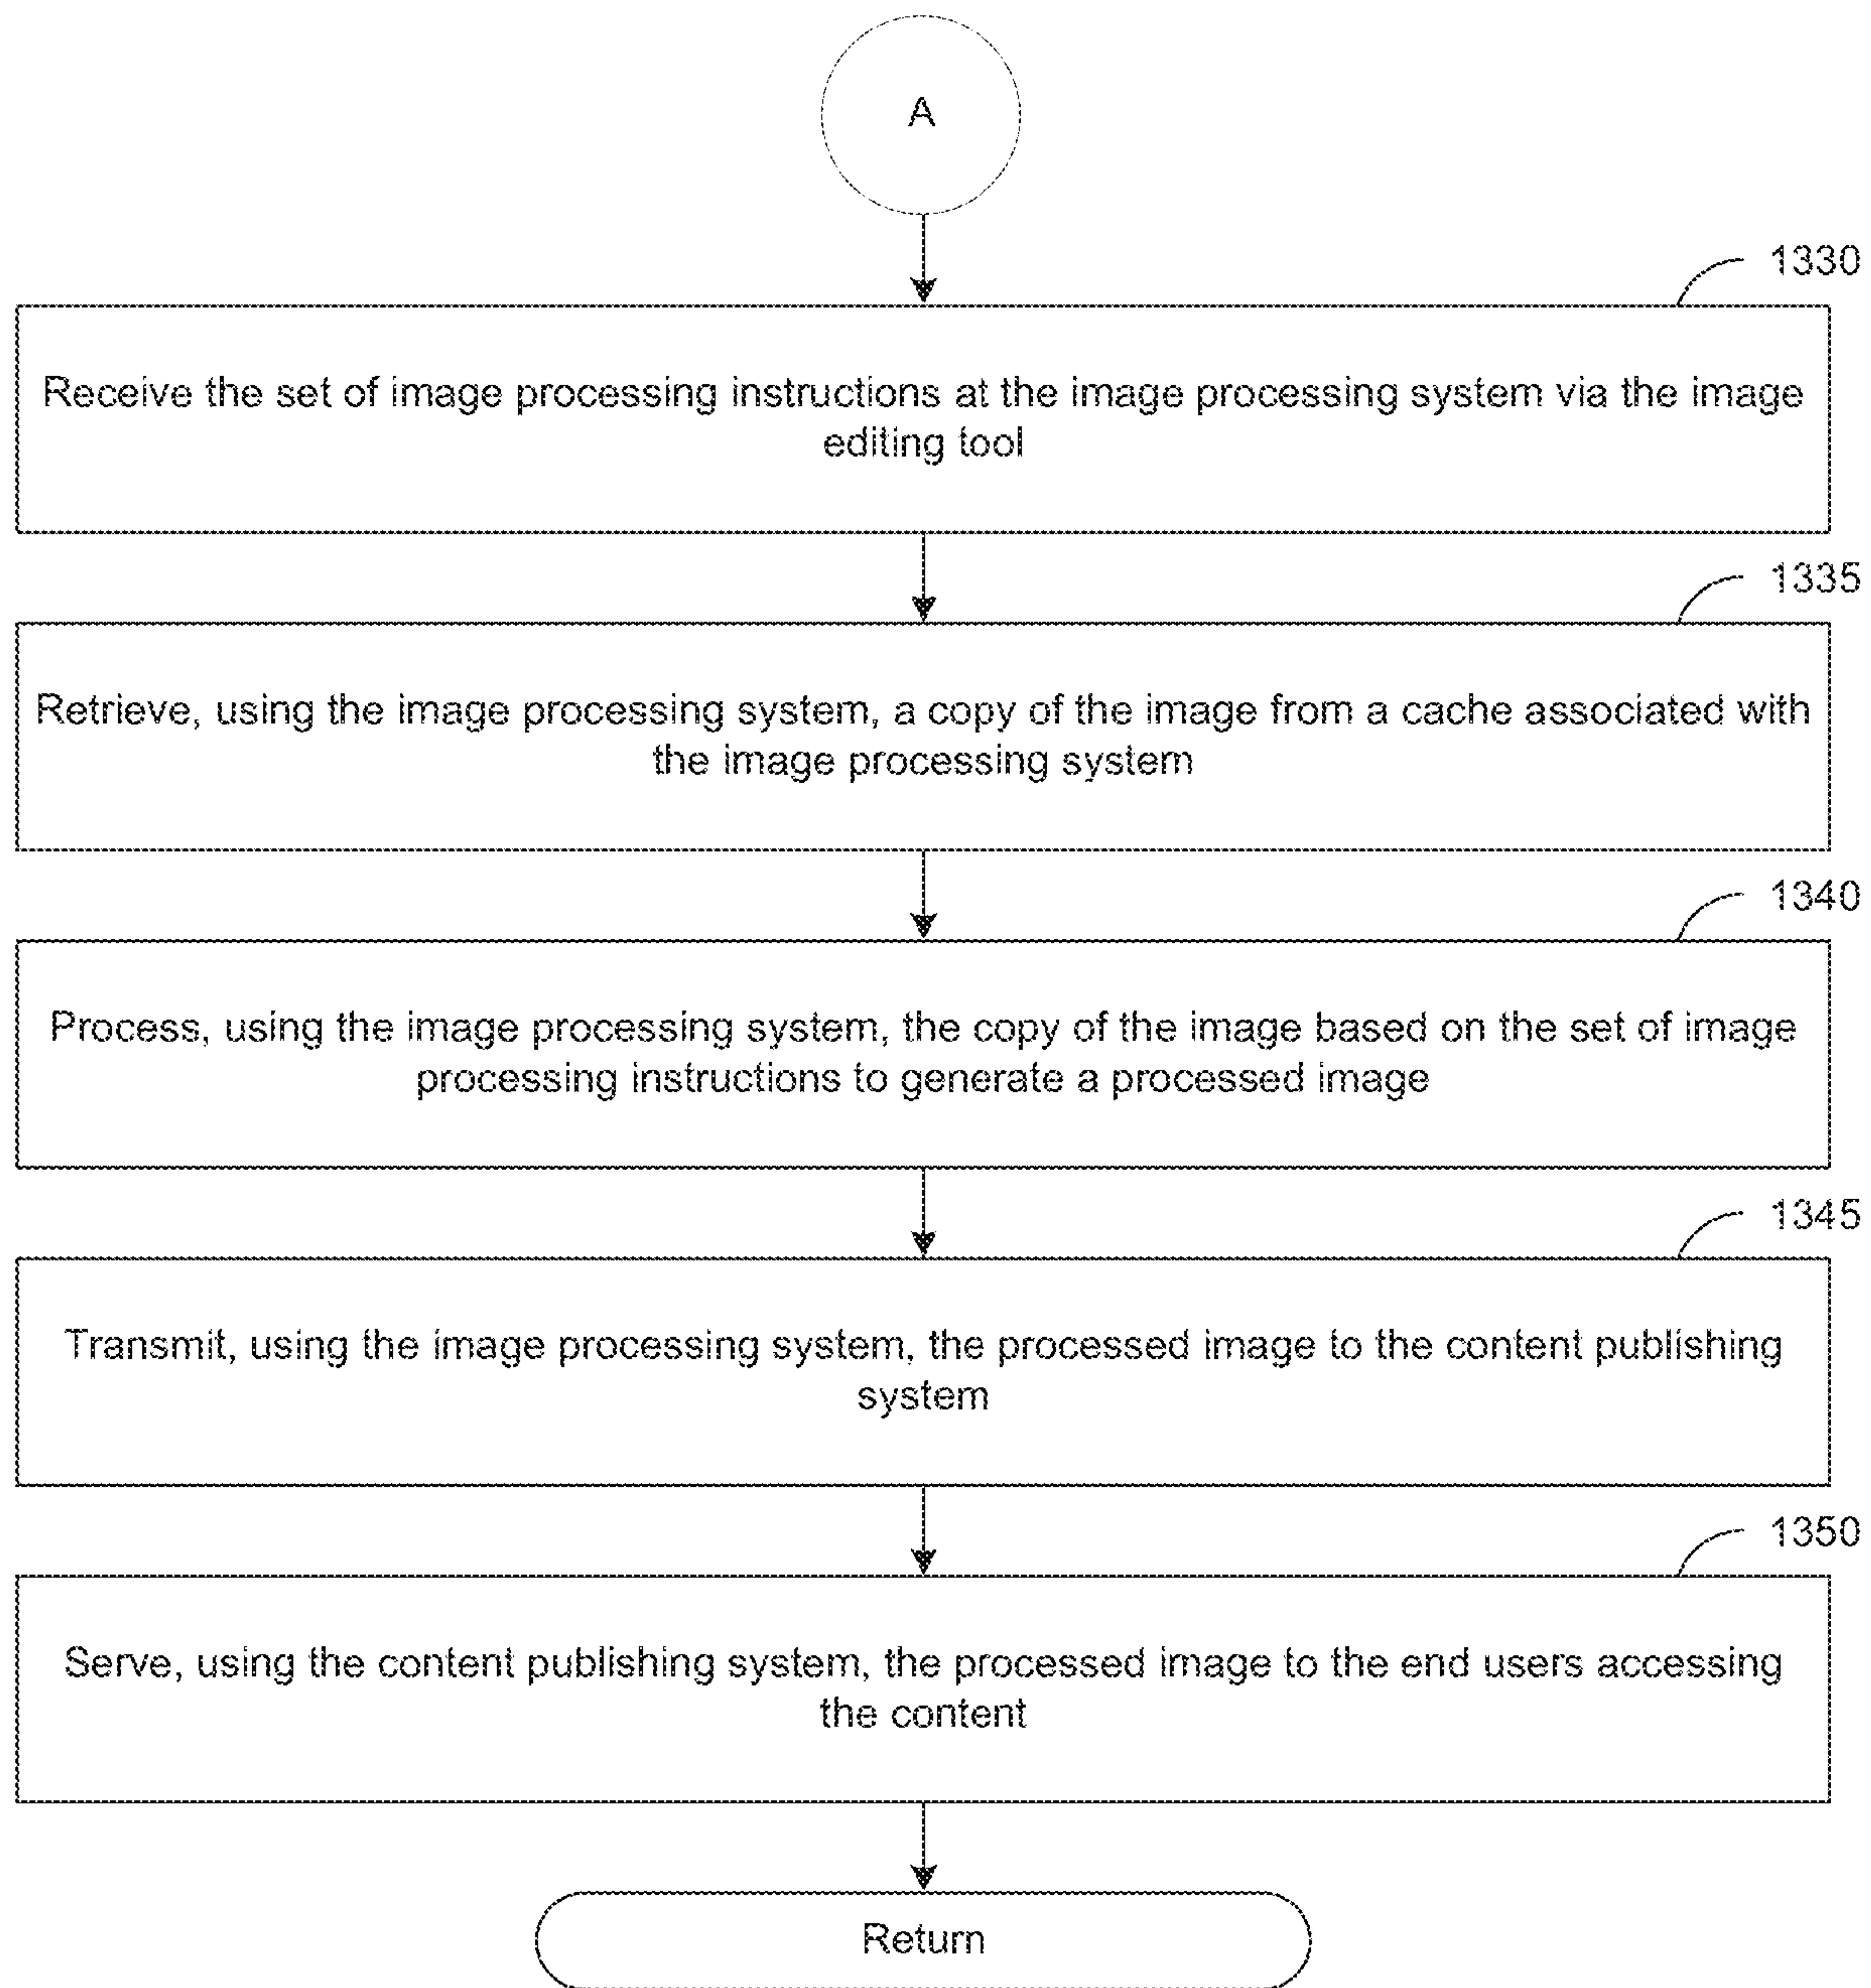 A
1330
Receive the set of image processing instructions at the image processing system via the image
editing tool
1335
Retrieve, using the image processing system, a copy of the image from a cache associated with
the image processing system
1340
Process, using the image processing system, the copy of the image based on the set of image
processing instructions to generate a processed image
1345
Transmit, using the image processing system, the processed image to the content publishing
system
1350
Serve, using the content publishing system, the processed image to the end users accessing
the content
Return